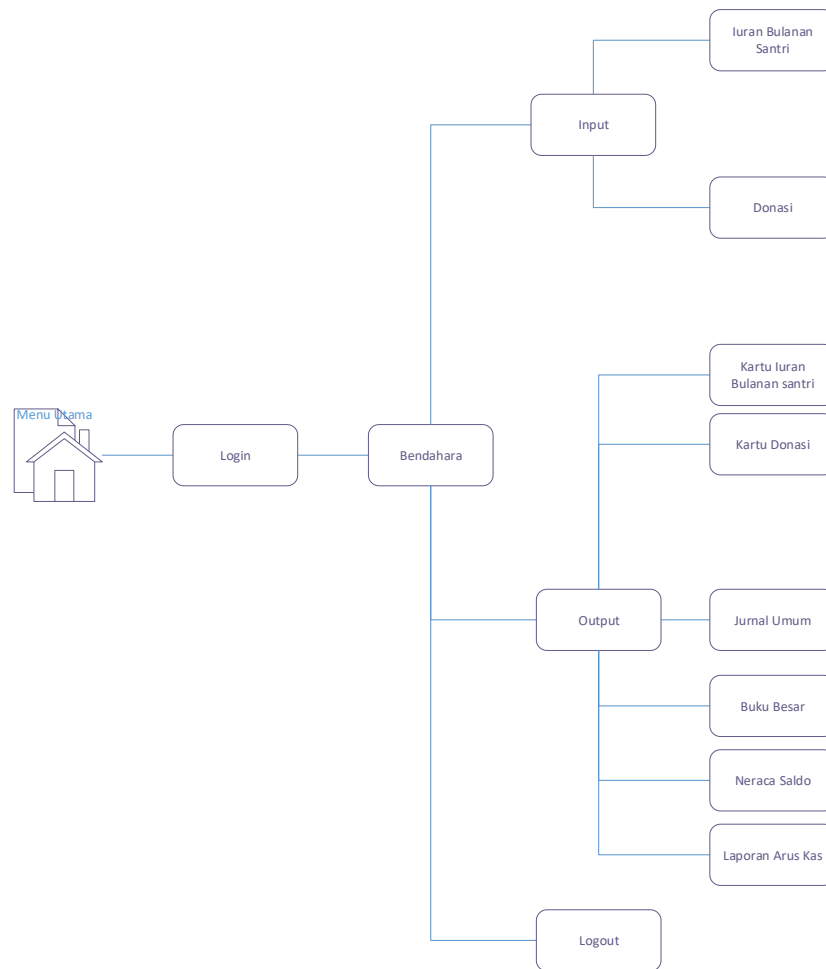 Iuran Bulanan
Santri
Input
Donasi
Kartu Iuran
Bulanan santri
Menu Utama
Kartu Donasi
Login
Bendahara
Output
Jurnal Umum
Buku Besar
Neraca Saldo
Laporan Arus Kas
Logout